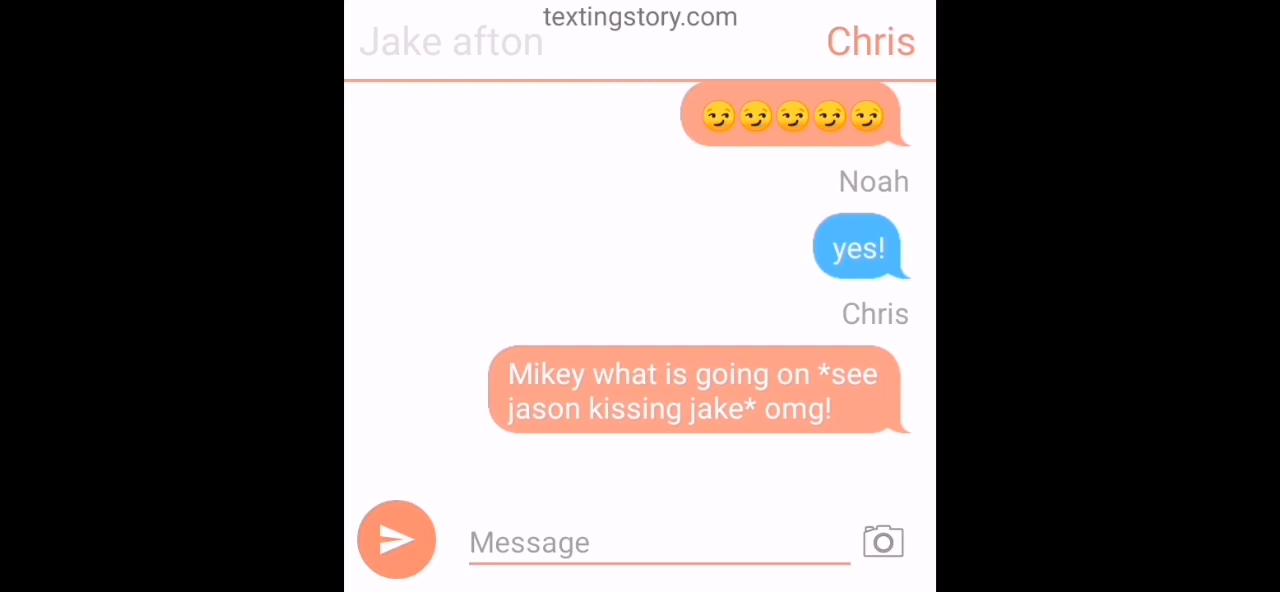 textingstory.com
Jake afton
Chris
😏😏😏😏😏
Noah
yes!
Chris
Mikey what is going on *see
jason kissing jake* omg!
Message